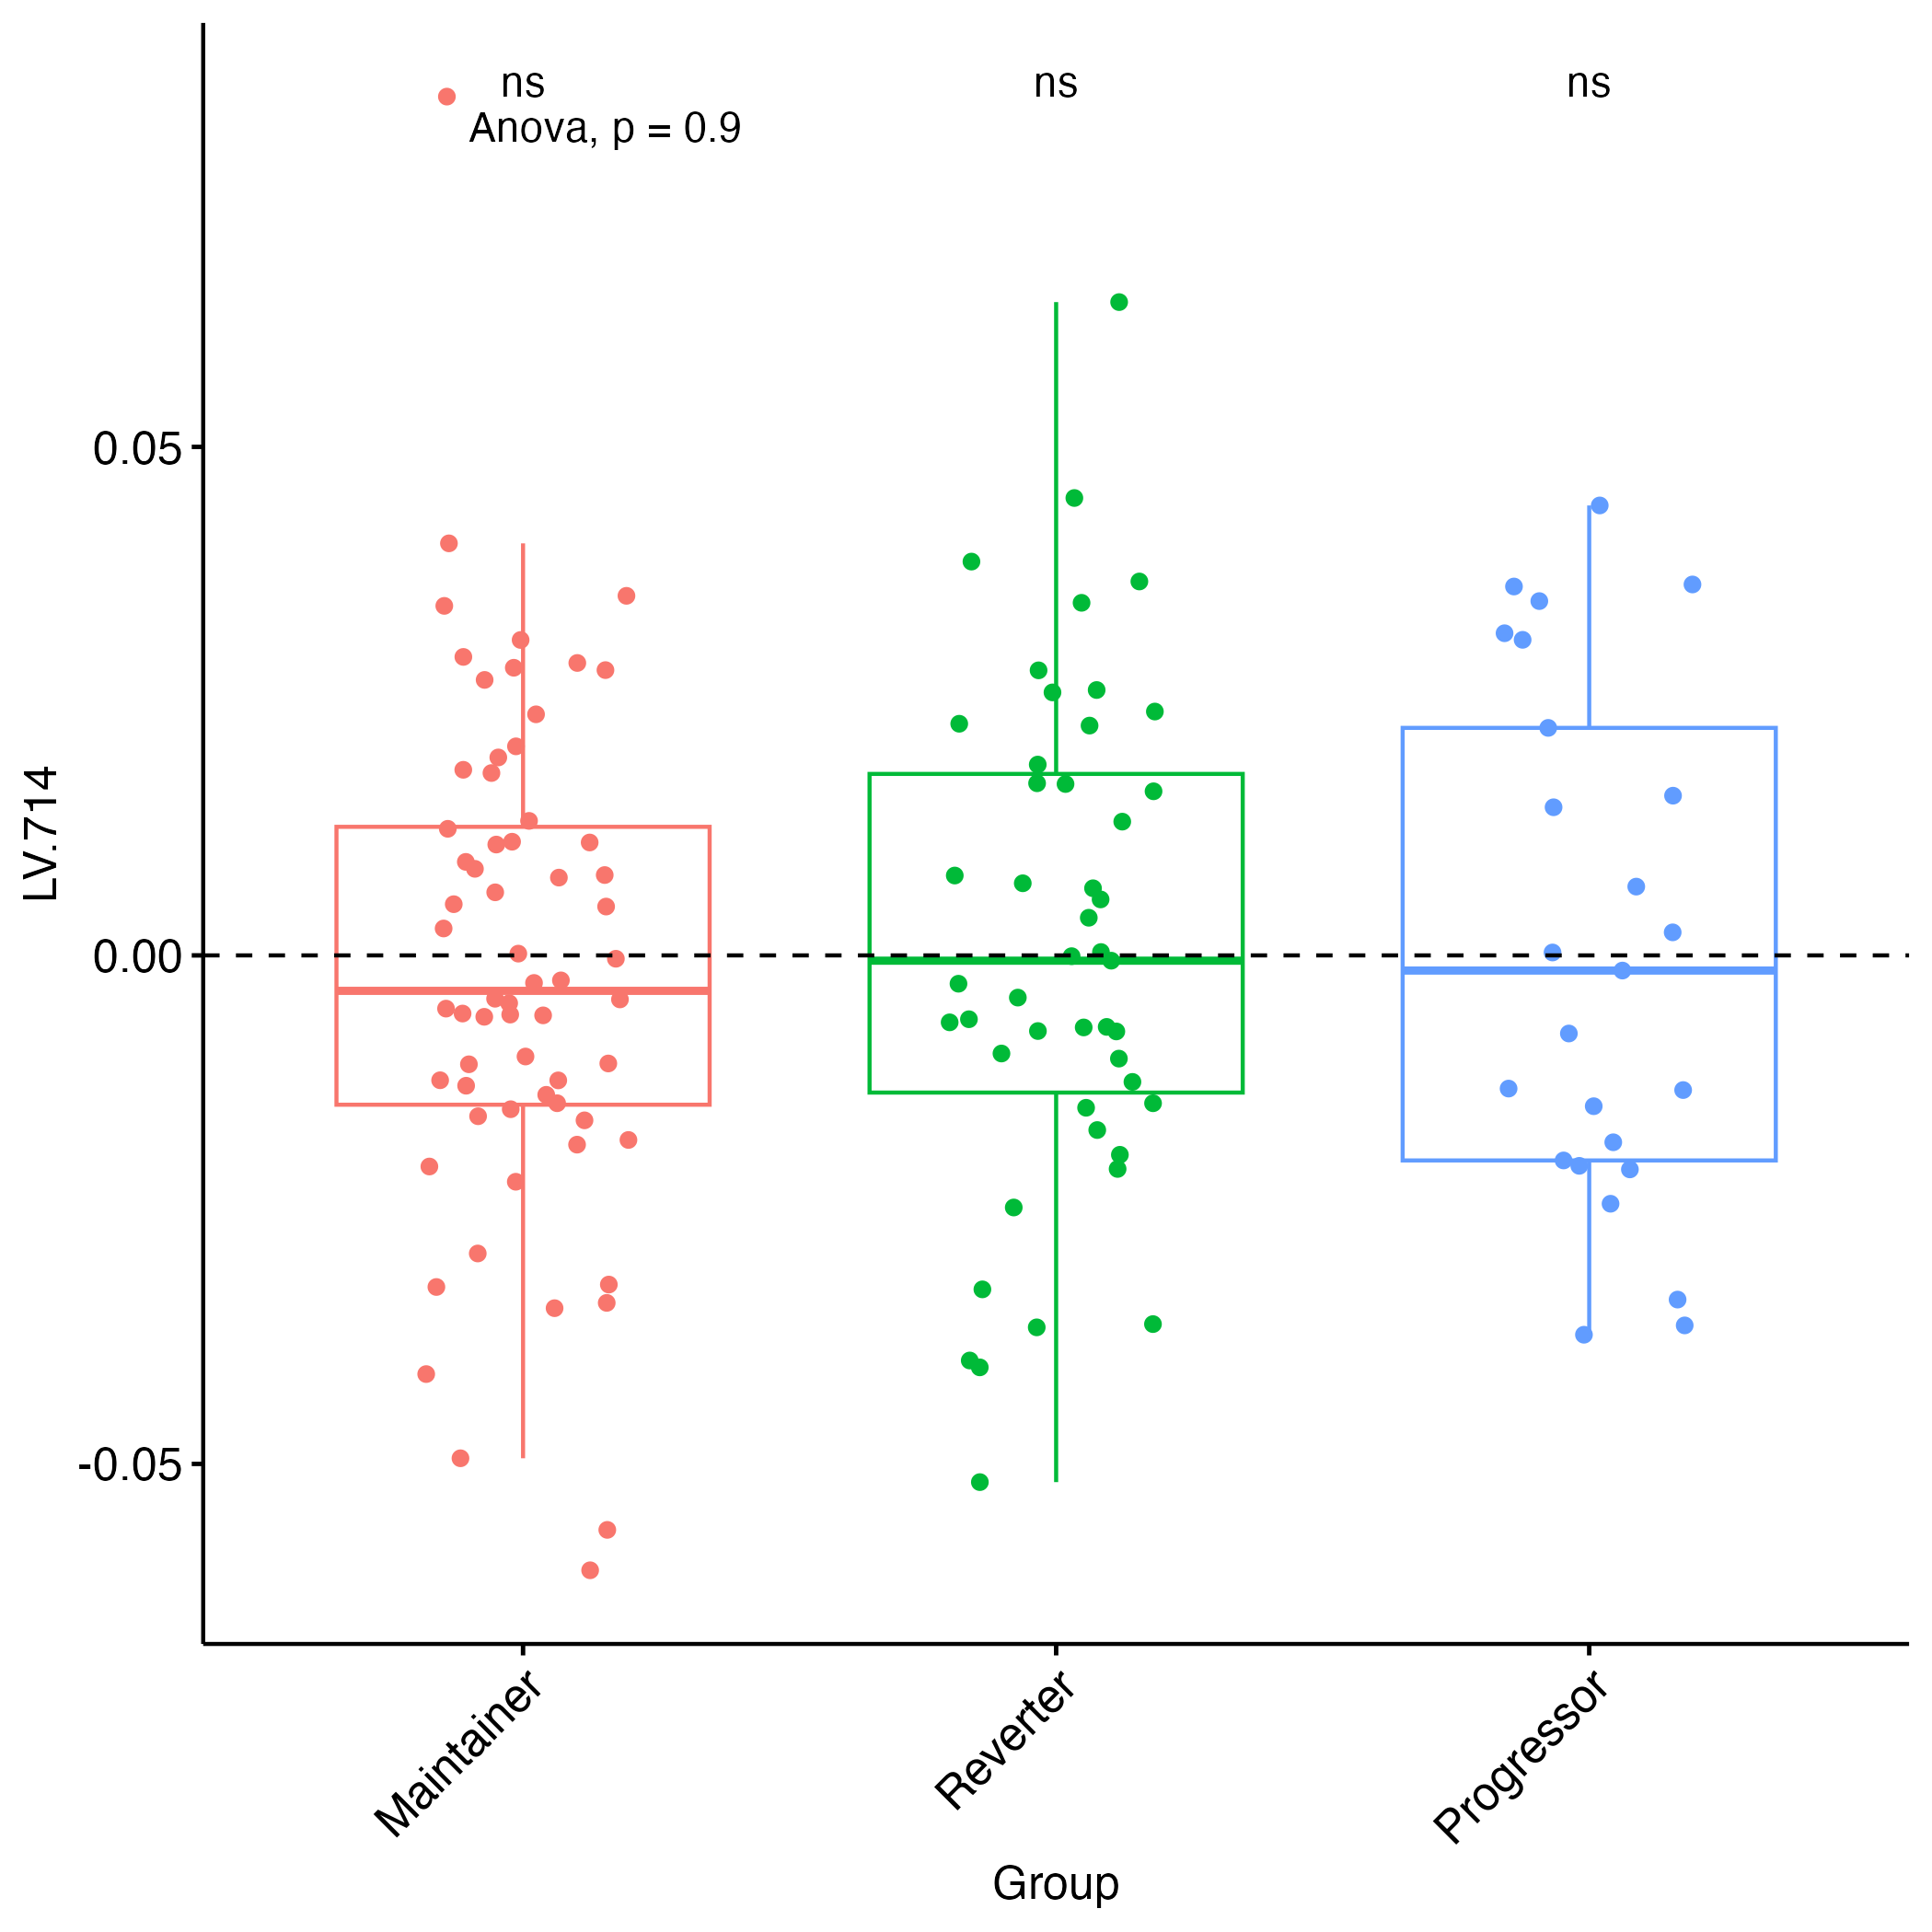 ns
ns
ns
Anova, p = 0.9
0.05
0.00
-0.05
LV.714
Maintainer
Reverter
Progressor
Group